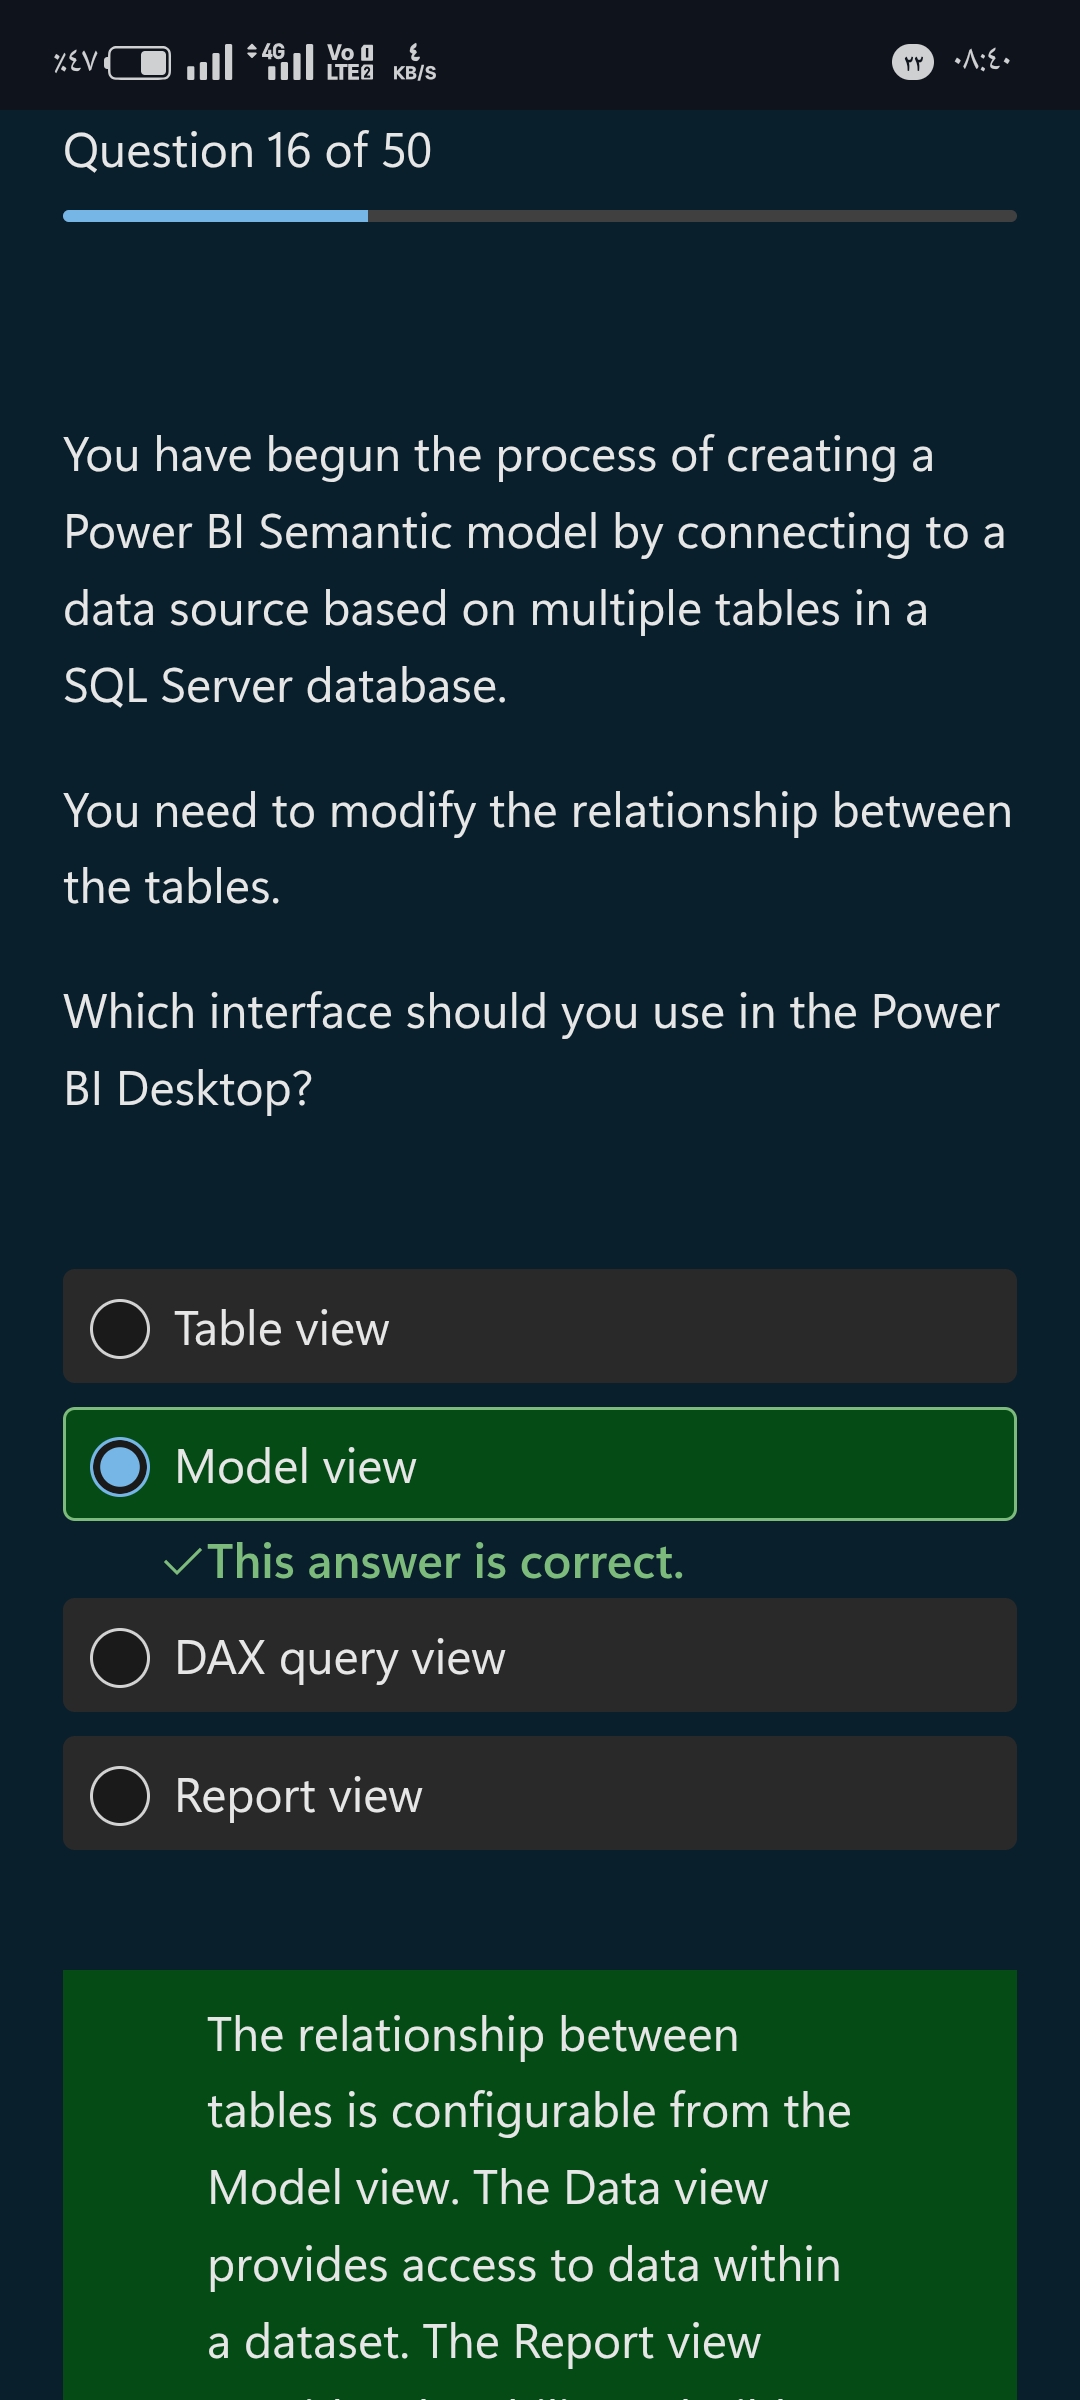 ٪٤٧ 4G Vo 1 LTE 2 ٤ KB/S ٢٢ ٠٨:٤٠
Question 16 of 50
You have begun the process of creating a
Power BI Semantic model by connecting to a
data source based on multiple tables in a
SQL Server database.
You need to modify the relationship between
the tables.
Which interface should you use in the Power
BI Desktop?
Table view
Model view
This answer is correct.
DAX query view
Report view
The relationship between
tables is configurable from the
Model view. The Data view
provides access to data within
a dataset. The Report view